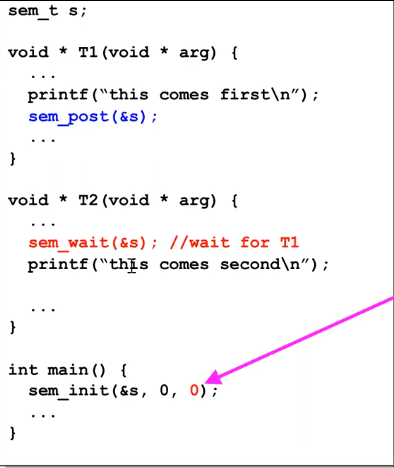 sem_t s;
void * T1(void * arg) {
...
printf(“this comes first\n”);
sem_post(&s);
...
}
void * T2(void * arg) {
...
sem_wait(&s); //wait for T1
printf(“this comes second\n”);
...
}
int main() {
sem_init(&s, 0, 0);
...
}